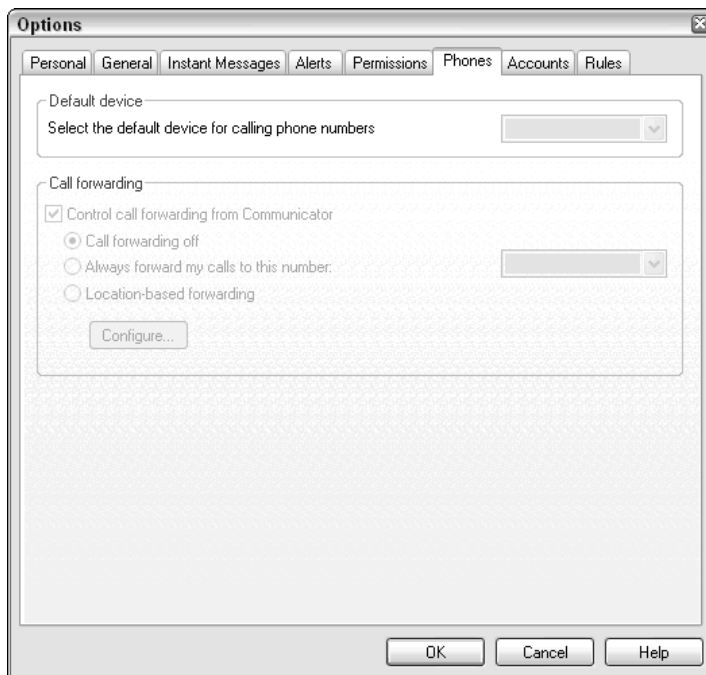 Options
Personal General Instant Messages Alerts Permissions Phones Accounts Rules
Default device
Select the default device for calling phone numbers
Call forwarding
Control call forwarding from Communicator
Call forwarding off
Always forward my calls to this number:
Location-based forwarding
Configure...
OK Cancel Help